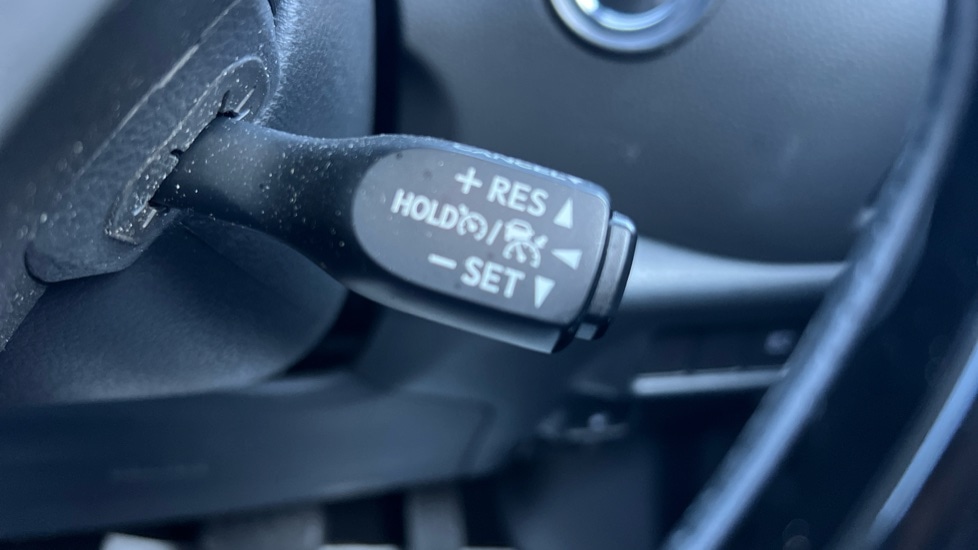 + RES ▲
HOLD / ◀
− SET ▼